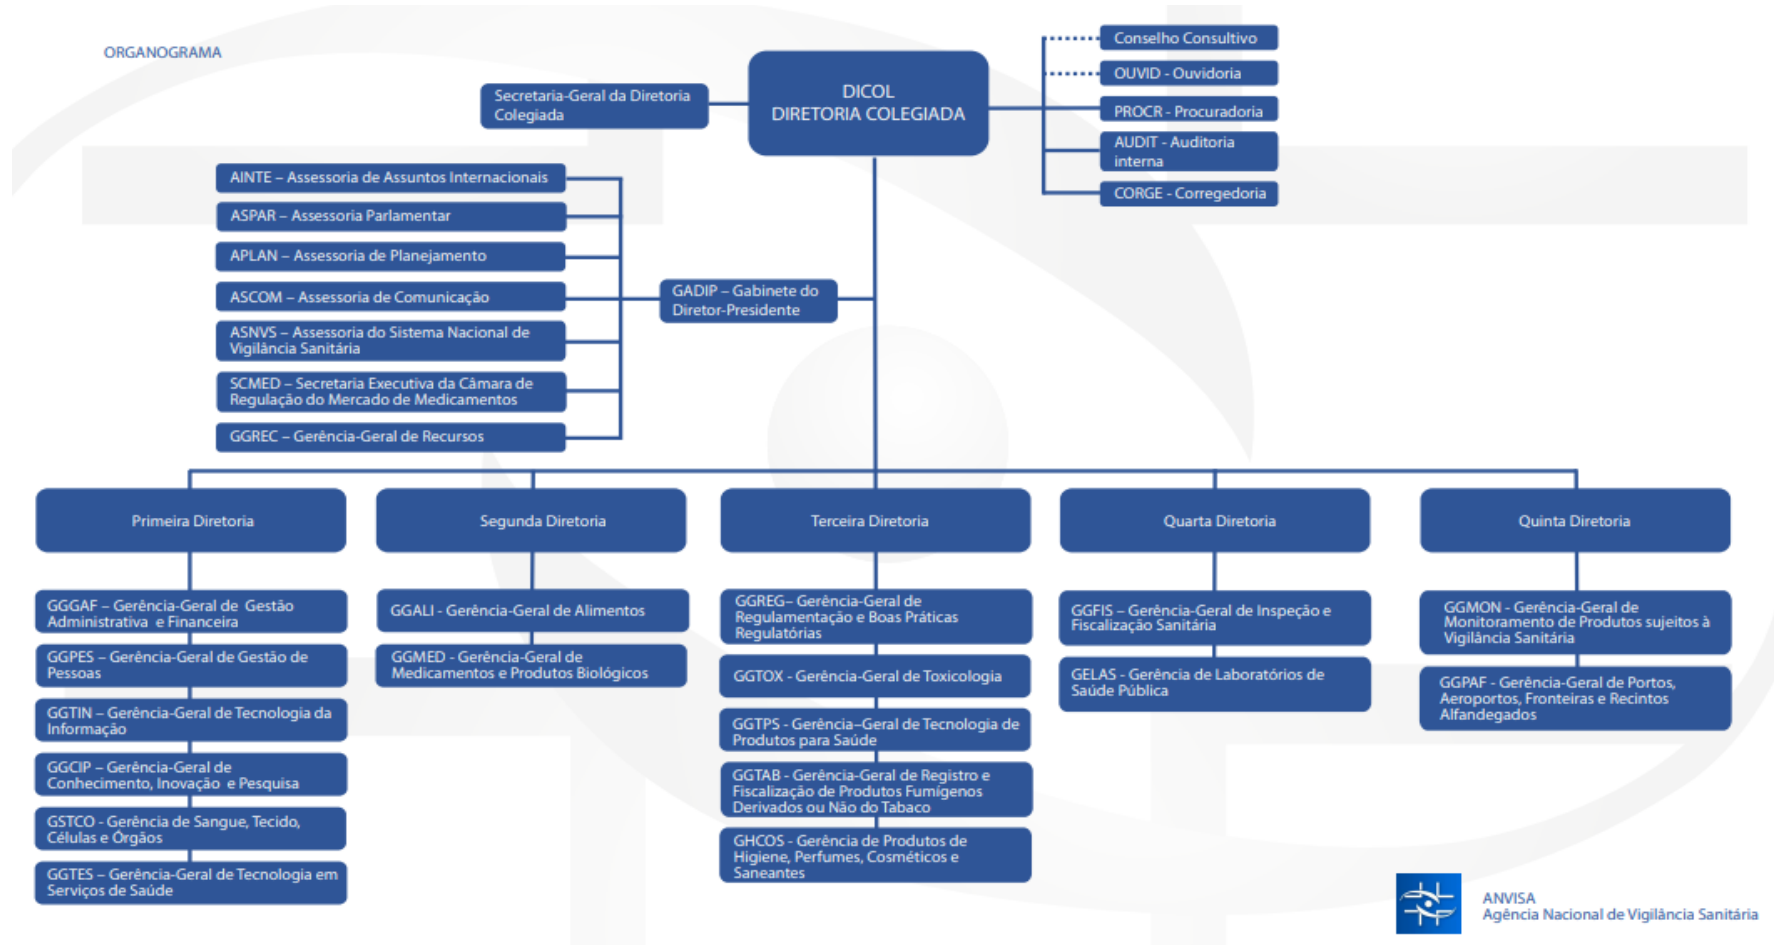 ORGANOGRAMA
Conselho Consultivo
OUVID - Ouvidoria
PROCR - Procuradoria
AUDIT - Auditoria
interna
CORGE - Corregedoria
DICOL
DIRETORIA COLEGIADA
Secretaria-Geral da Diretoria
Colegiada
AINTE – Assessoria de Assuntos Internacionais
ASPAR – Assessoria Parlamentar
APLAN – Assessoria de Planejamento
ASCOM – Assessoria de Comunicação
ASNVS – Assessoria do Sistema Nacional de
Vigilância Sanitária
SCMED – Secretaria Executiva da Câmara de
Regulação do Mercado de Medicamentos
GGREC – Gerência-Geral de Recursos
GADIP – Gabinete do
Diretor-Presidente
Primeira Diretoria
GGGAF – Gerência-Geral de Gestão
Administrativa e Financeira
GGPES – Gerência-Geral de Gestão de
Pessoas
GGTIN – Gerência-Geral de Tecnologia da
Informação
GGCIP – Gerência-Geral de
Conhecimento, Inovação e Pesquisa
GSTCO - Gerência de Sangue, Tecido,
Células e Órgãos
GGTES – Gerência-Geral de Tecnologia em
Serviços de Saúde
Segunda Diretoria
GGALI - Gerência-Geral de Alimentos
GGMED - Gerência-Geral de
Medicamentos e Produtos Biológicos
Terceira Diretoria
GGREG– Gerência-Geral de
Regulamentação e Boas Práticas
Regulatórias
GGTOX - Gerência-Geral de Toxicologia
GGTPS - Gerência–Geral de Tecnologia de
Produtos para Saúde
GGTAB - Gerência-Geral de Registro e
Fiscalização de Produtos Fumígenos
Derivados ou Não do Tabaco
GHCOS - Gerência de Produtos de
Higiene, Perfumes, Cosméticos e
Saneantes
Quarta Diretoria
GGFIS – Gerência-Geral de Inspeção e
Fiscalização Sanitária
GELAS - Gerência de Laboratórios de
Saúde Pública
Quinta Diretoria
GGMON - Gerência-Geral de
Monitoramento de Produtos sujeitos à
Vigilância Sanitária
GGPAF - Gerência-Geral de Portos,
Aeroportos, Fronteiras e Recintos
Alfandegados
ANVISA
Agência Nacional de Vigilância Sanitária